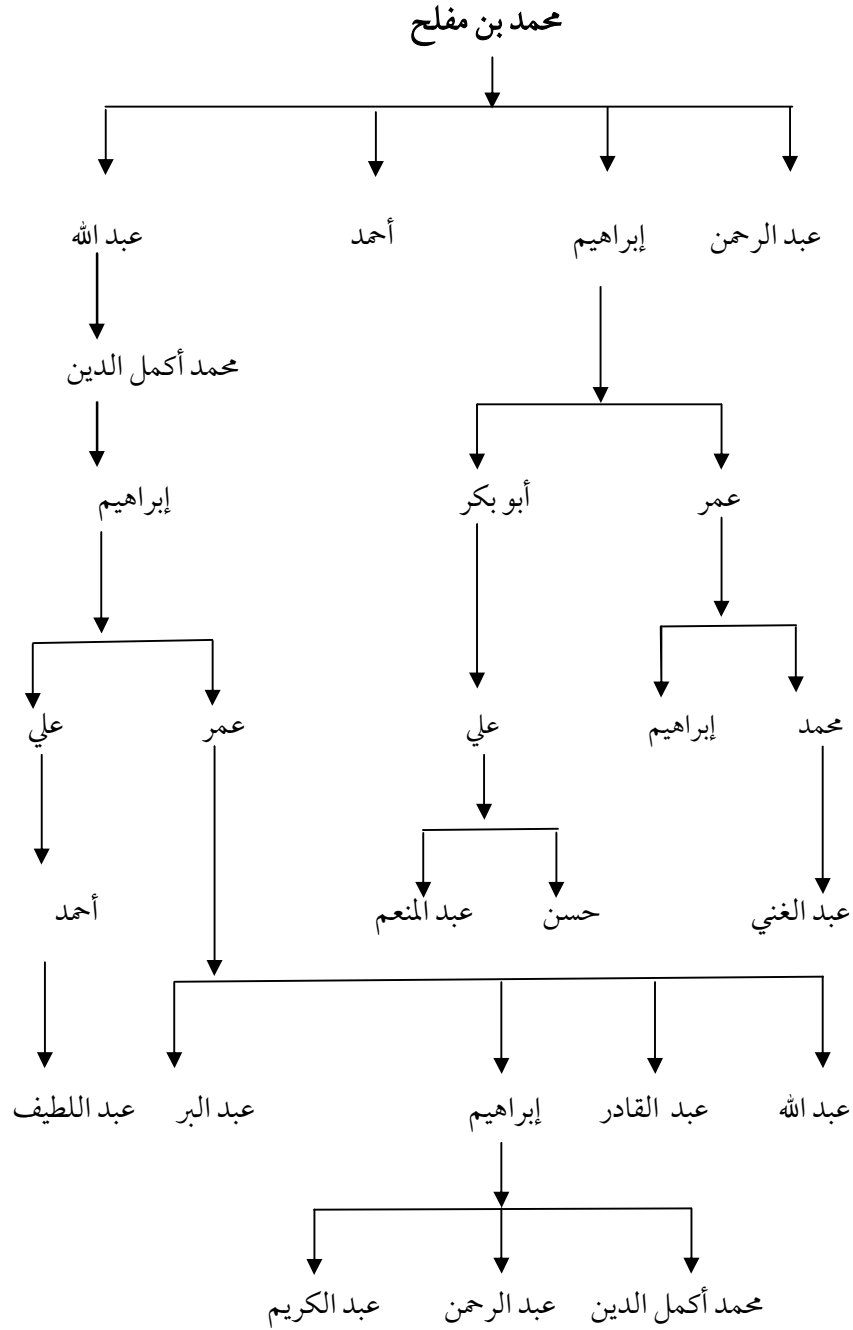 محمد بن مفلح
عبد الرحمن إبراهيم أحمد عبد الله
محمد أكمل الدين
عمر أبو بكر إبراهيم
محمد إبراهيم علي عمر علي
عبد الغني حسن عبد المنعم أحمد
عبد الله عبد القادر إبراهيم عبد البر عبد اللطيف
محمد أكمل الدين عبد الرحمن عبد الكريم